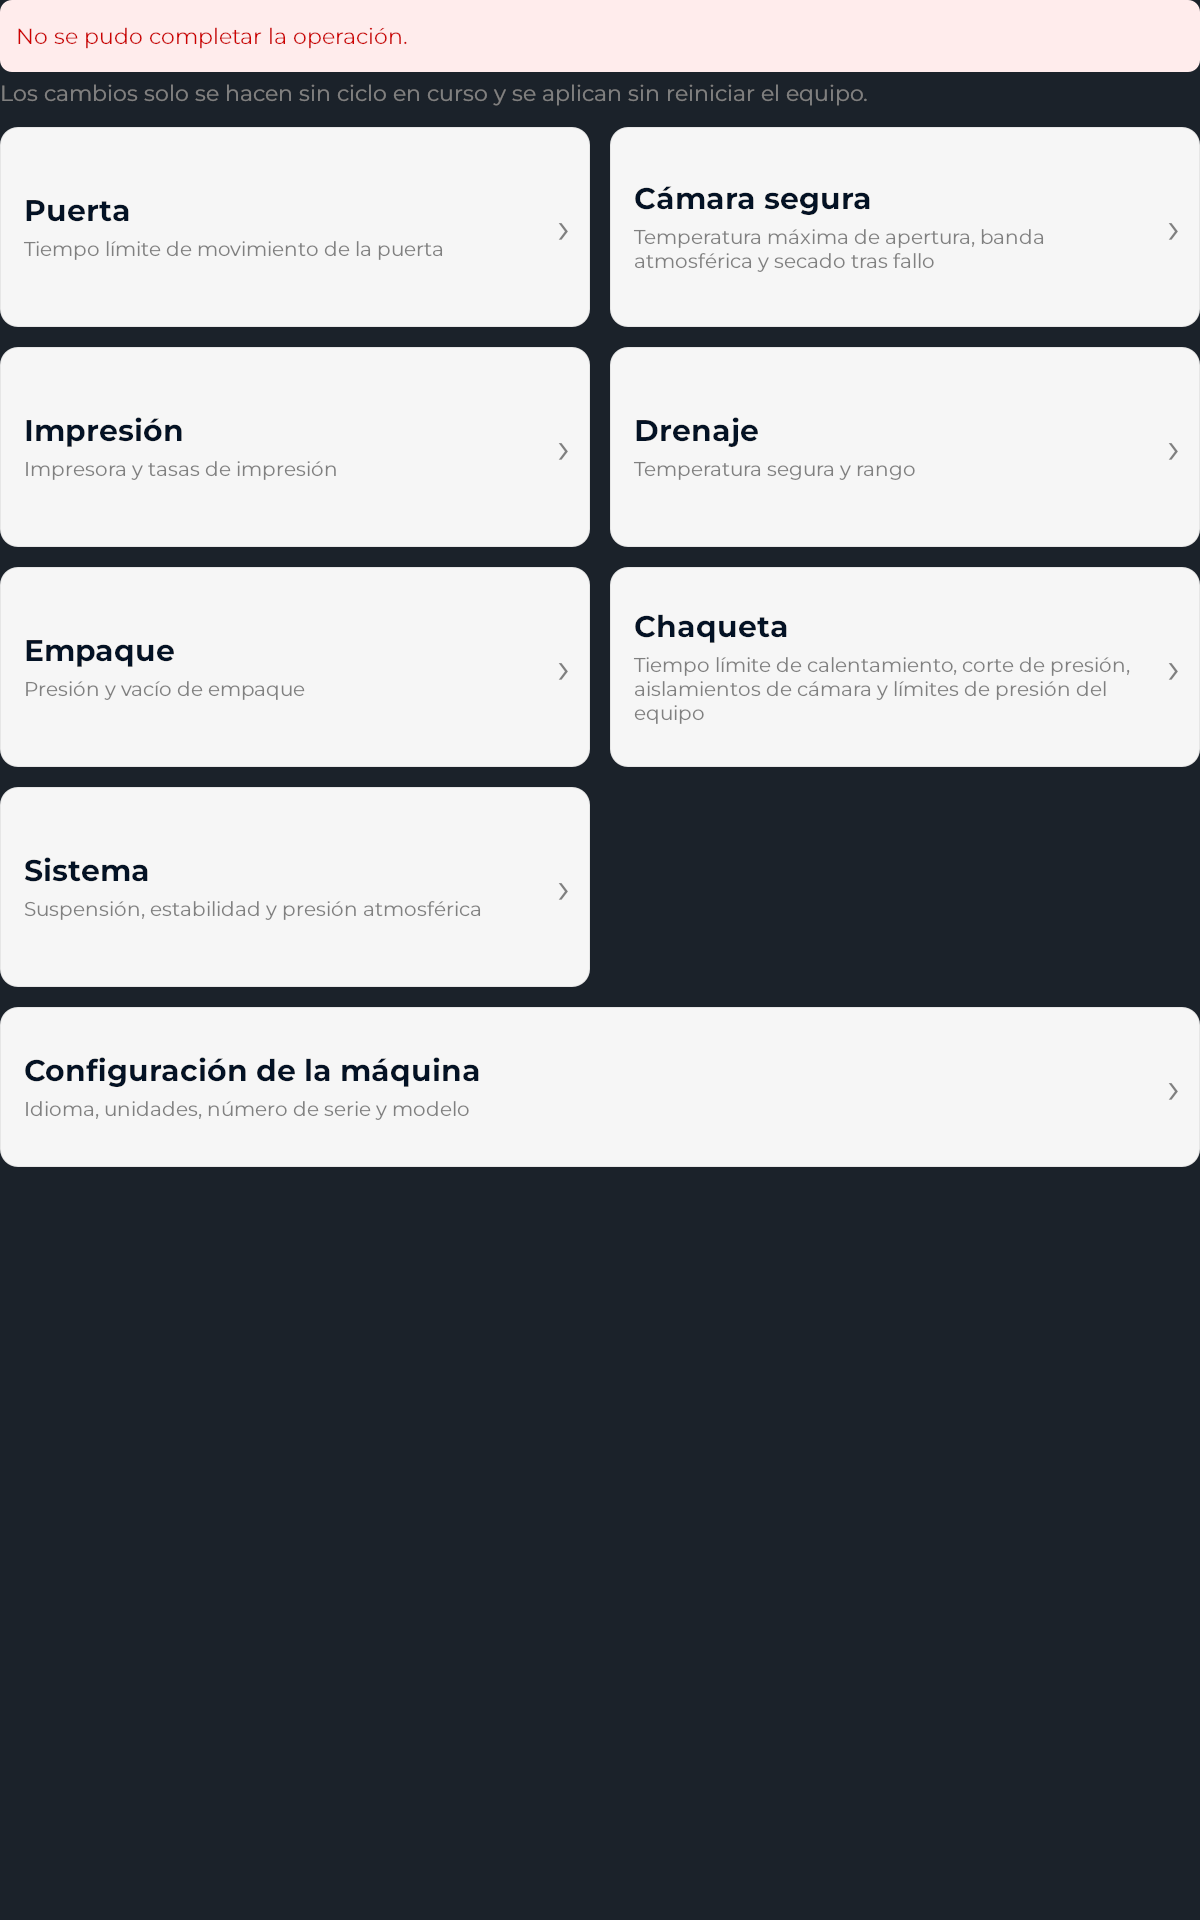 No se pudo completar la operación.
Los cambios solo se hacen sin ciclo en curso y se aplican sin reiniciar el equipo.
Puerta
Tiempo límite de movimiento de la puerta
Cámara segura
Temperatura máxima de apertura, banda
atmosférica y secado tras fallo
Impresión
Impresora y tasas de impresión
Drenaje
Temperatura segura y rango
Empaque
Presión y vacío de empaque
Chaqueta
Tiempo límite de calentamiento, corte de presión,
aislamientos de cámara y límites de presión del
equipo
Sistema
Suspensión, estabilidad y presión atmosférica
Configuración de la máquina
Idioma, unidades, número de serie y modelo